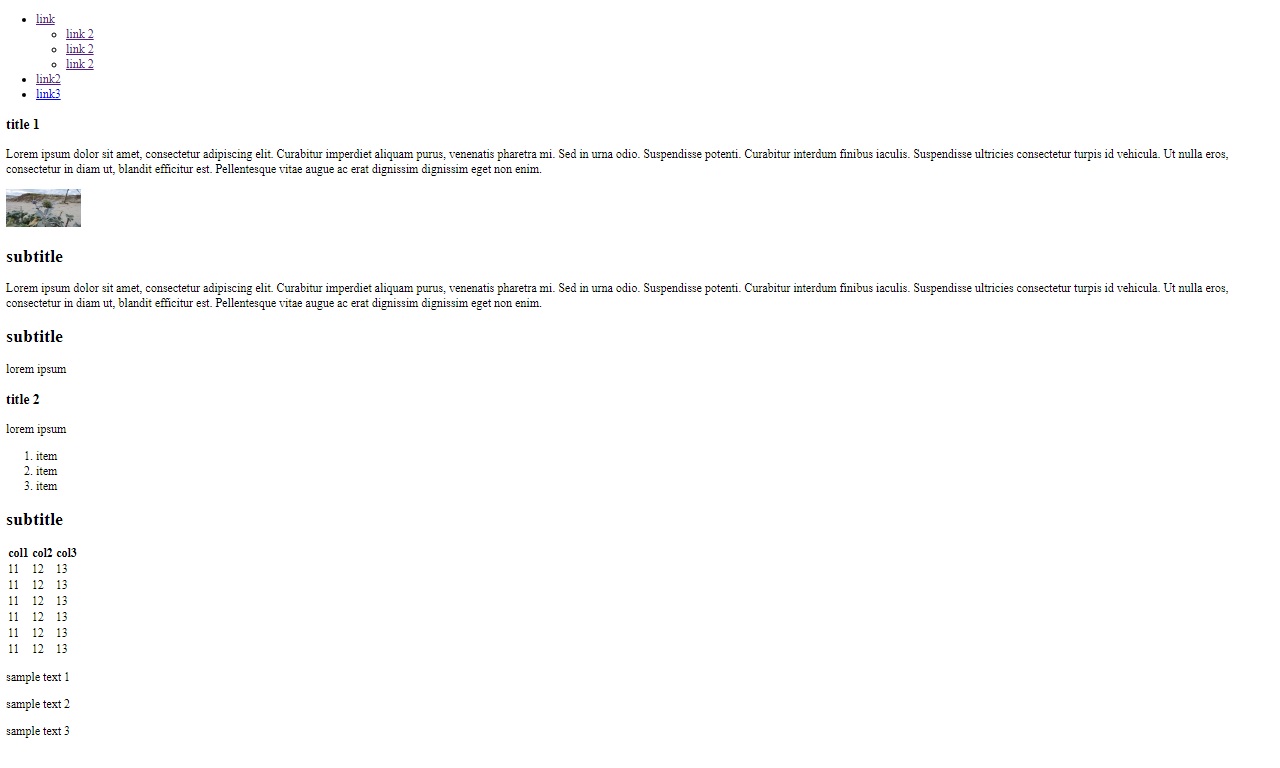 link
link 2
link 2
link 2
link2
link3
title 1
Lorem ipsum dolor sit amet, consectetur adipiscing elit. Curabitur imperdiet aliquam purus, venenatis pharetra mi. Sed in urna odio. Suspendisse potenti. Curabitur interdum finibus iaculis. Suspendisse ultricies consectetur turpis id vehicula. Ut nulla eros,
consectetur in diam ut, blandit efficitur est. Pellentesque vitae augue ac erat dignissim dignissim eget non enim.
subtitle
Lorem ipsum dolor sit amet, consectetur adipiscing elit. Curabitur imperdiet aliquam purus, venenatis pharetra mi. Sed in urna odio. Suspendisse potenti. Curabitur interdum finibus iaculis. Suspendisse ultricies consectetur turpis id vehicula. Ut nulla eros,
consectetur in diam ut, blandit efficitur est. Pellentesque vitae augue ac erat dignissim dignissim eget non enim.
subtitle
lorem ipsum
title 2
lorem ipsum
1. item
2. item
3. item
subtitle
col1 col2 col3
11 12 13
11 12 13
11 12 13
11 12 13
11 12 13
11 12 13
sample text 1
sample text 2
sample text 3